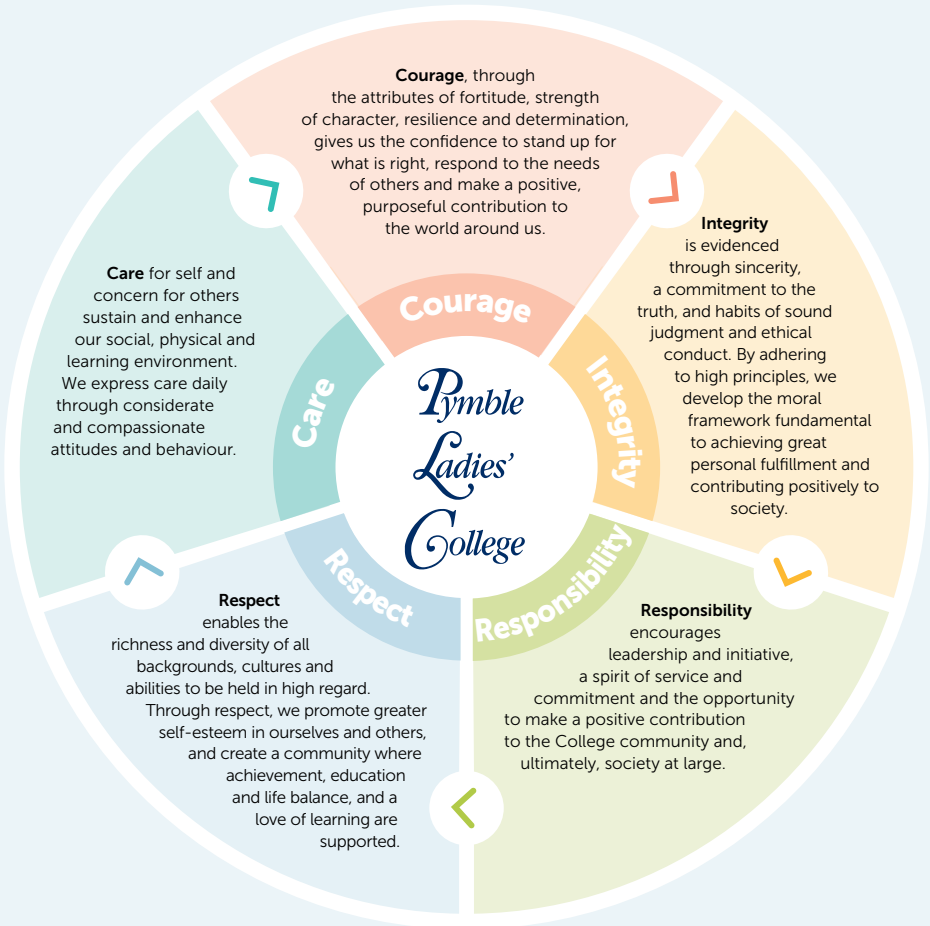 Courage, through
the attributes of fortitude, strength
of character, resilience and determination,
gives us the confidence to stand up for
what is right, respond to the needs
of others and make a positive,
purposeful contribution to
the world around us.
Courage
Integrity
is evidenced
through sincerity,
a commitment to the
truth, and habits of sound
judgment and ethical
conduct. By adhering
to high principles, we
develop the moral
framework fundamental
to achieving great
personal fulfillment and
contributing positively to
society.
Integrity
Responsibility
encourages
leadership and initiative,
a spirit of service and
commitment and the opportunity
to make a positive contribution
to the College community and,
ultimately, society at large.
Responsibility
Respect
enables the
richness and diversity of all
backgrounds, cultures and
abilities to be held in high regard.
Through respect, we promote greater
self-esteem in ourselves and others,
and create a community where
achievement, education
and life balance, and a
love of learning are
supported.
Respect
Care for self and
concern for others
sustain and enhance
our social, physical and
learning environment.
We express care daily
through considerate
and compassionate
attitudes and behaviour.
Care
Pymble
Ladies'
College